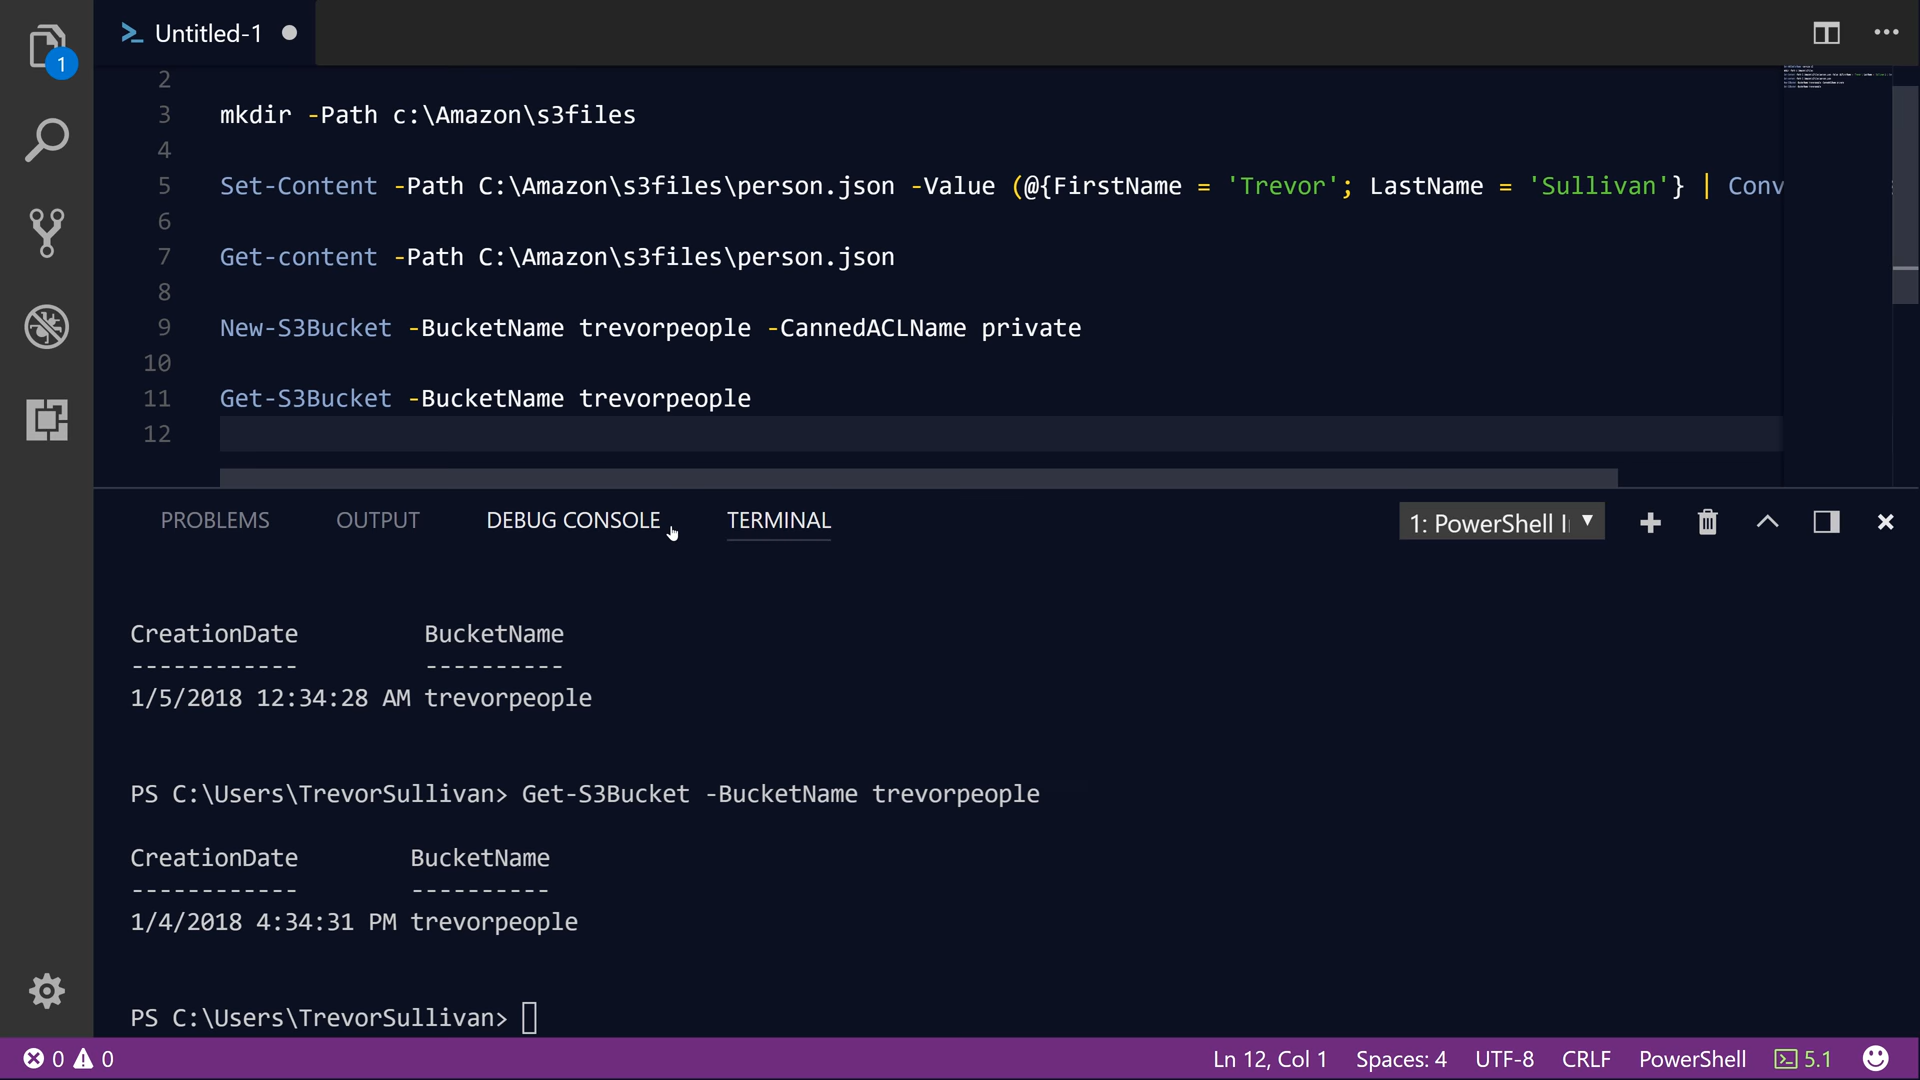 1
Untitled-1
2
3 mkdir -Path c:\Amazon\s3files
4
5 Set-Content -Path C:\Amazon\s3files\person.json -Value (@{FirstName = 'Trevor'; LastName = 'Sullivan'} | Conv
6
7 Get-content -Path C:\Amazon\s3files\person.json
8
9 New-S3Bucket -BucketName trevorpeople -CannedACLName private
10
11 Get-S3Bucket -BucketName trevorpeople
12
PROBLEMS OUTPUT DEBUG CONSOLE TERMINAL 1: PowerShell I
CreationDate BucketName
------------ ----------
1/5/2018 12:34:28 AM trevorpeople
PS C:\Users\TrevorSullivan> Get-S3Bucket -BucketName trevorpeople
CreationDate BucketName
------------ ----------
1/4/2018 4:34:31 PM trevorpeople
PS C:\Users\TrevorSullivan>
0 0 Ln 12, Col 1 Spaces: 4 UTF-8 CRLF PowerShell 5.1